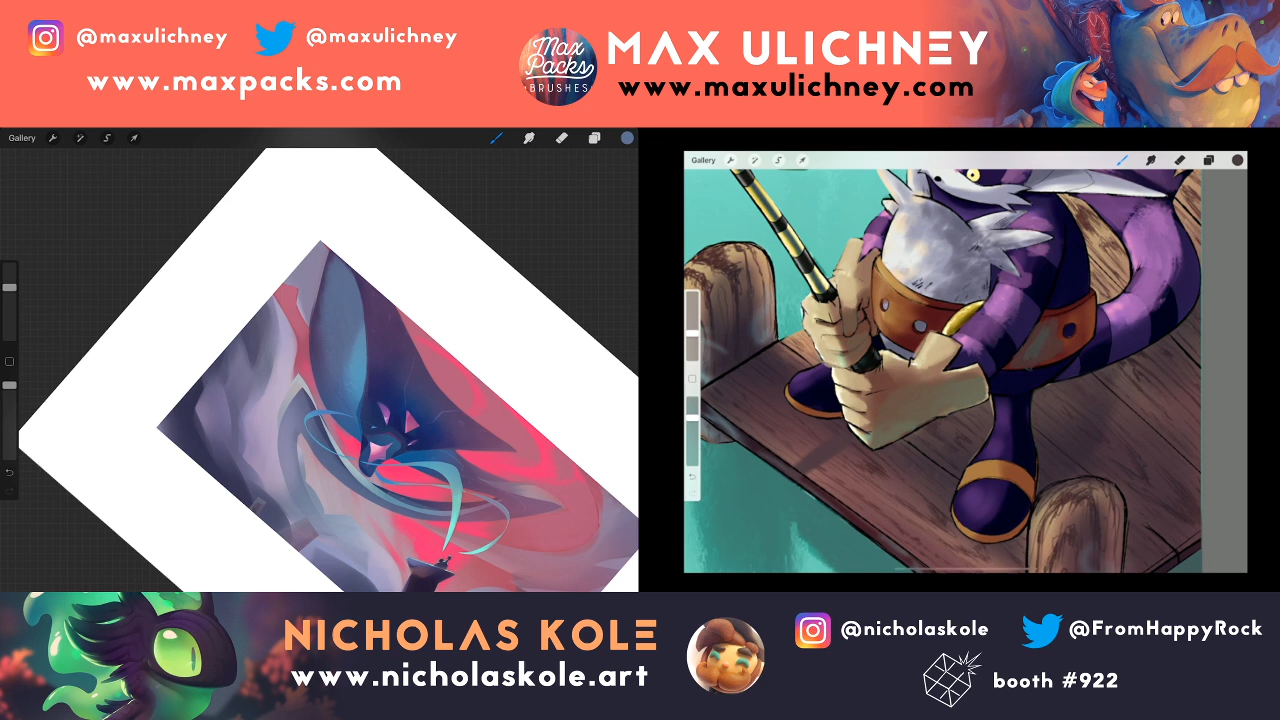 @maxulichney @maxulichney
www.maxpacks.com
Max
Packs
BRUSHES
MAX ULICHNEY
www.maxulichney.com
Gallery
Gallery
NICHOLAS KOLE
www.nicholaskole.art
@nicholaskole @FromHappyRock
booth #922